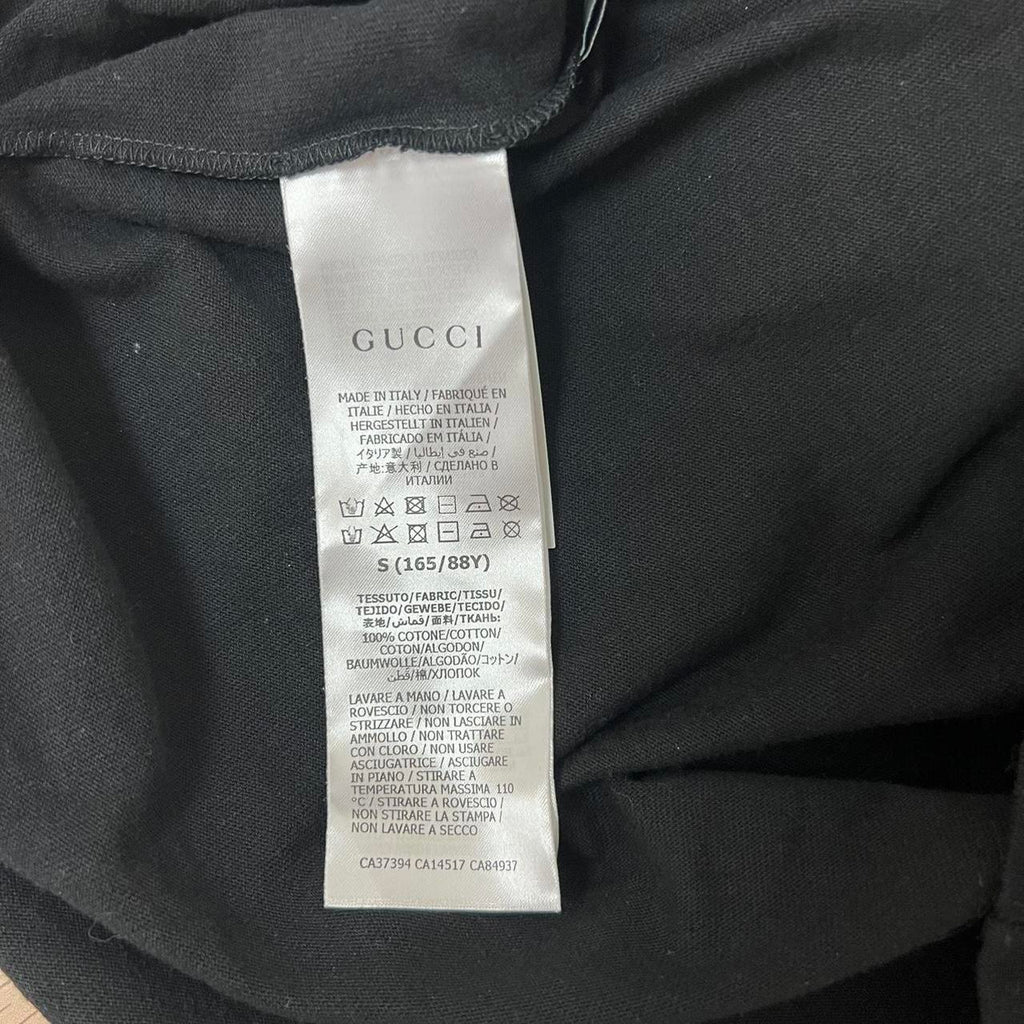 GUCCI
MADE IN ITALY / FABRIQUÉ EN
ITALIE / HECHO EN ITALIA /
HERGESTELLT IN ITALIEN /
FABRICADO EM ITÁLIA /
イタリア製 / صنع في إيطاليا /
产地:意大利 / СДЕЛАНО В
ИТАЛИИ
S (165/88Y)
TESSUTO/FABRIC/TISSU/
TEJIDO/GEWEBE/TECIDO/
表地/قماش/面料/ТКАНЬ:
100% COTONE/COTTON/
COTON/ALGODON/
BAUMWOLLE/ALGODÃO/コットン/
قطن/棉/ХЛОПОК
LAVARE A MANO / LAVARE A
ROVESCIO / NON TORCERE O
STRIZZARE / NON LASCIARE IN
AMMOLLO / NON TRATTARE
CON CLORO / NON USARE
ASCIUGATRICE / ASCIUGARE
IN PIANO / STIRARE A
TEMPERATURA MASSIMA 110
°C / STIRARE A ROVESCIO /
NON STIRARE LA STAMPA /
NON LAVARE A SECCO
CA37394 CA14517 CA84937